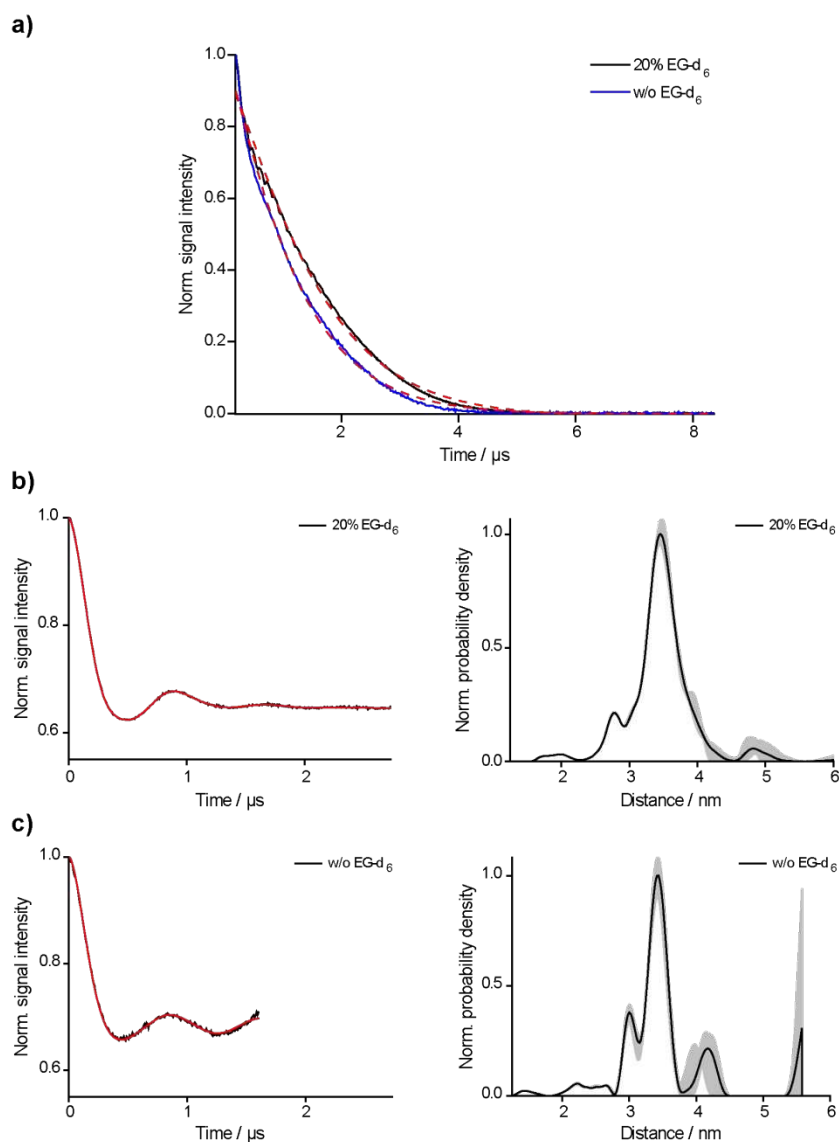 a)
1.0
0.8
0.6
0.4
0.2
0.0
Norm. signal intensity
20% EG-d6
w/o EG-d6
2
4
6
8
Time / µs
b)
1.0
0.8
0.6
Norm. signal intensity
20% EG-d6
0
1
2
Time / µs
1.0
0.5
0.0
Norm. probability density
20% EG-d6
2
3
4
5
6
Distance / nm
c)
1.0
0.8
0.6
Norm. signal intensity
w/o EG-d6
0
1
2
Time / µs
1.0
0.5
0.0
Norm. probability density
w/o EG-d6
2
3
4
5
6
Distance / nm